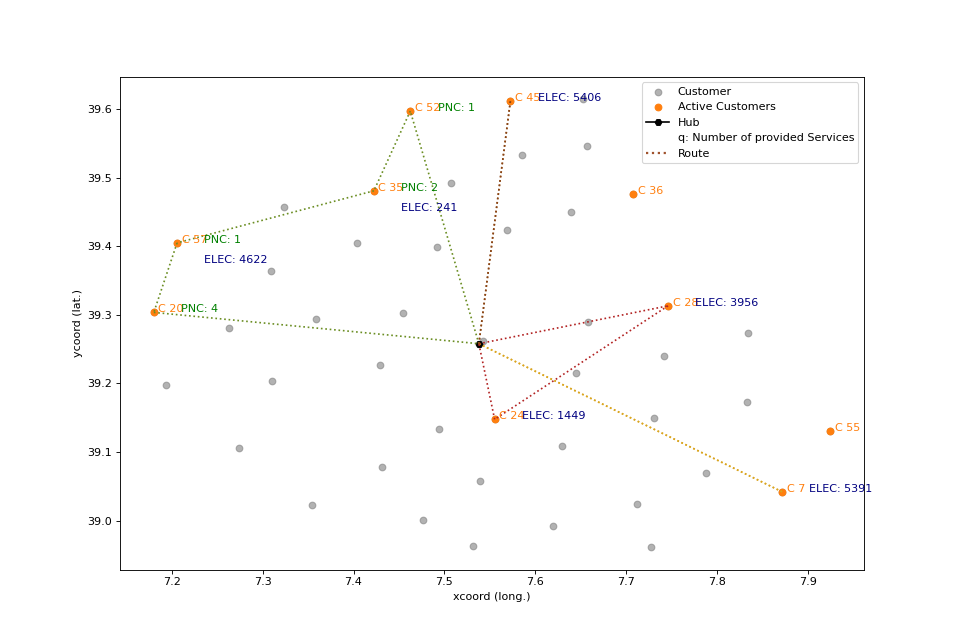 Customer
Active Customers
Hub
q: Number of provided Services
Route
C 52 PNC: 1
C 45 ELEC: 5406
C 35 PNC: 2
ELEC: 241
C 36
C 37 PNC: 1
ELEC: 4622
C 20 PNC: 4
C 28 ELEC: 3956
C 24 ELEC: 1449
C 55
C 7 ELEC: 5391
39.6
39.5
39.4
39.3
39.2
39.1
39.0
ycoord (lat.)
7.2 7.3 7.4 7.5 7.6 7.7 7.8 7.9
xcoord (long.)